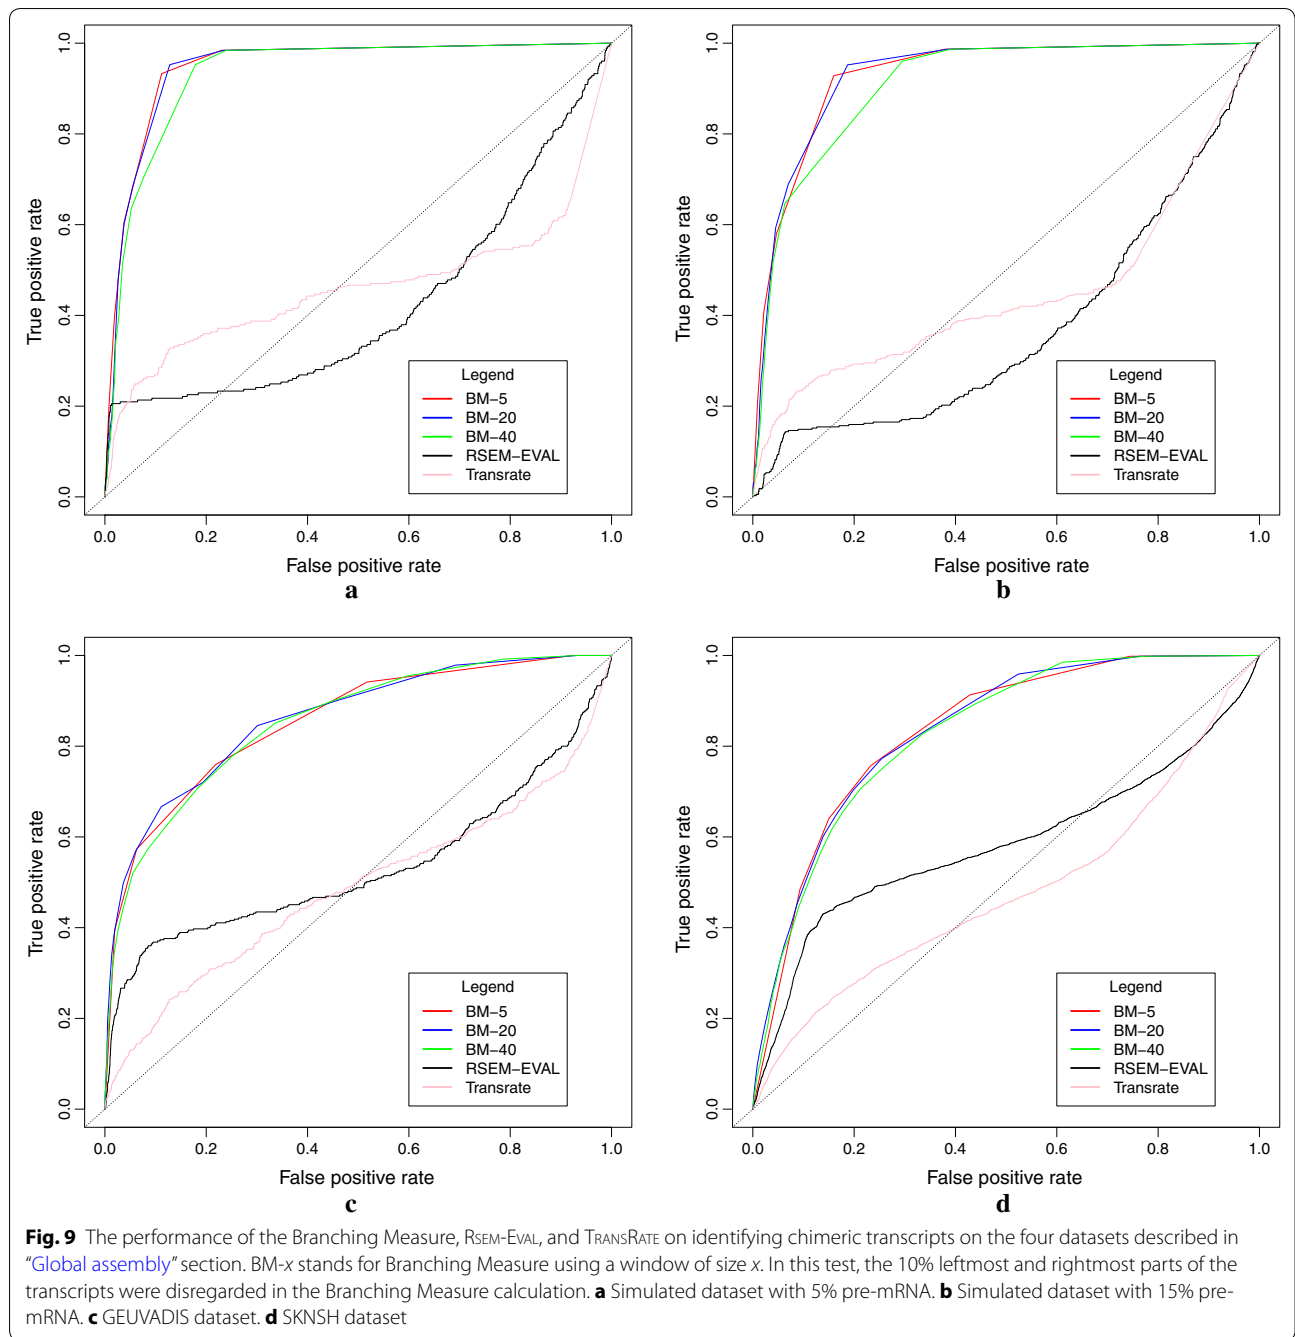 1.0
0.8
0.6
0.4
0.2
0.0
True positive rate
0.0 0.2 0.4 0.6 0.8 1.0
False positive rate
Legend
BM−5
BM−20
BM−40
RSEM−EVAL
Transrate
a
1.0
0.8
0.6
0.4
0.2
0.0
True positive rate
0.0 0.2 0.4 0.6 0.8 1.0
False positive rate
Legend
BM−5
BM−20
BM−40
RSEM−EVAL
Transrate
b
1.0
0.8
0.6
0.4
0.2
0.0
True positive rate
0.0 0.2 0.4 0.6 0.8 1.0
False positive rate
Legend
BM−5
BM−20
BM−40
RSEM−EVAL
Transrate
c
1.0
0.8
0.6
0.4
0.2
0.0
True positive rate
0.0 0.2 0.4 0.6 0.8 1.0
False positive rate
Legend
BM−5
BM−20
BM−40
RSEM−EVAL
Transrate
d
Fig. 9 The performance of the Branching Measure, RSEM-EVAL, and TRANSRATE on identifying chimeric transcripts on the four datasets described in
“Global assembly” section. BM-x stands for Branching Measure using a window of size x. In this test, the 10% leftmost and rightmost parts of the
transcripts were disregarded in the Branching Measure calculation. a Simulated dataset with 5% pre-mRNA. b Simulated dataset with 15% pre-
mRNA. c GEUVADIS dataset. d SKNSH dataset